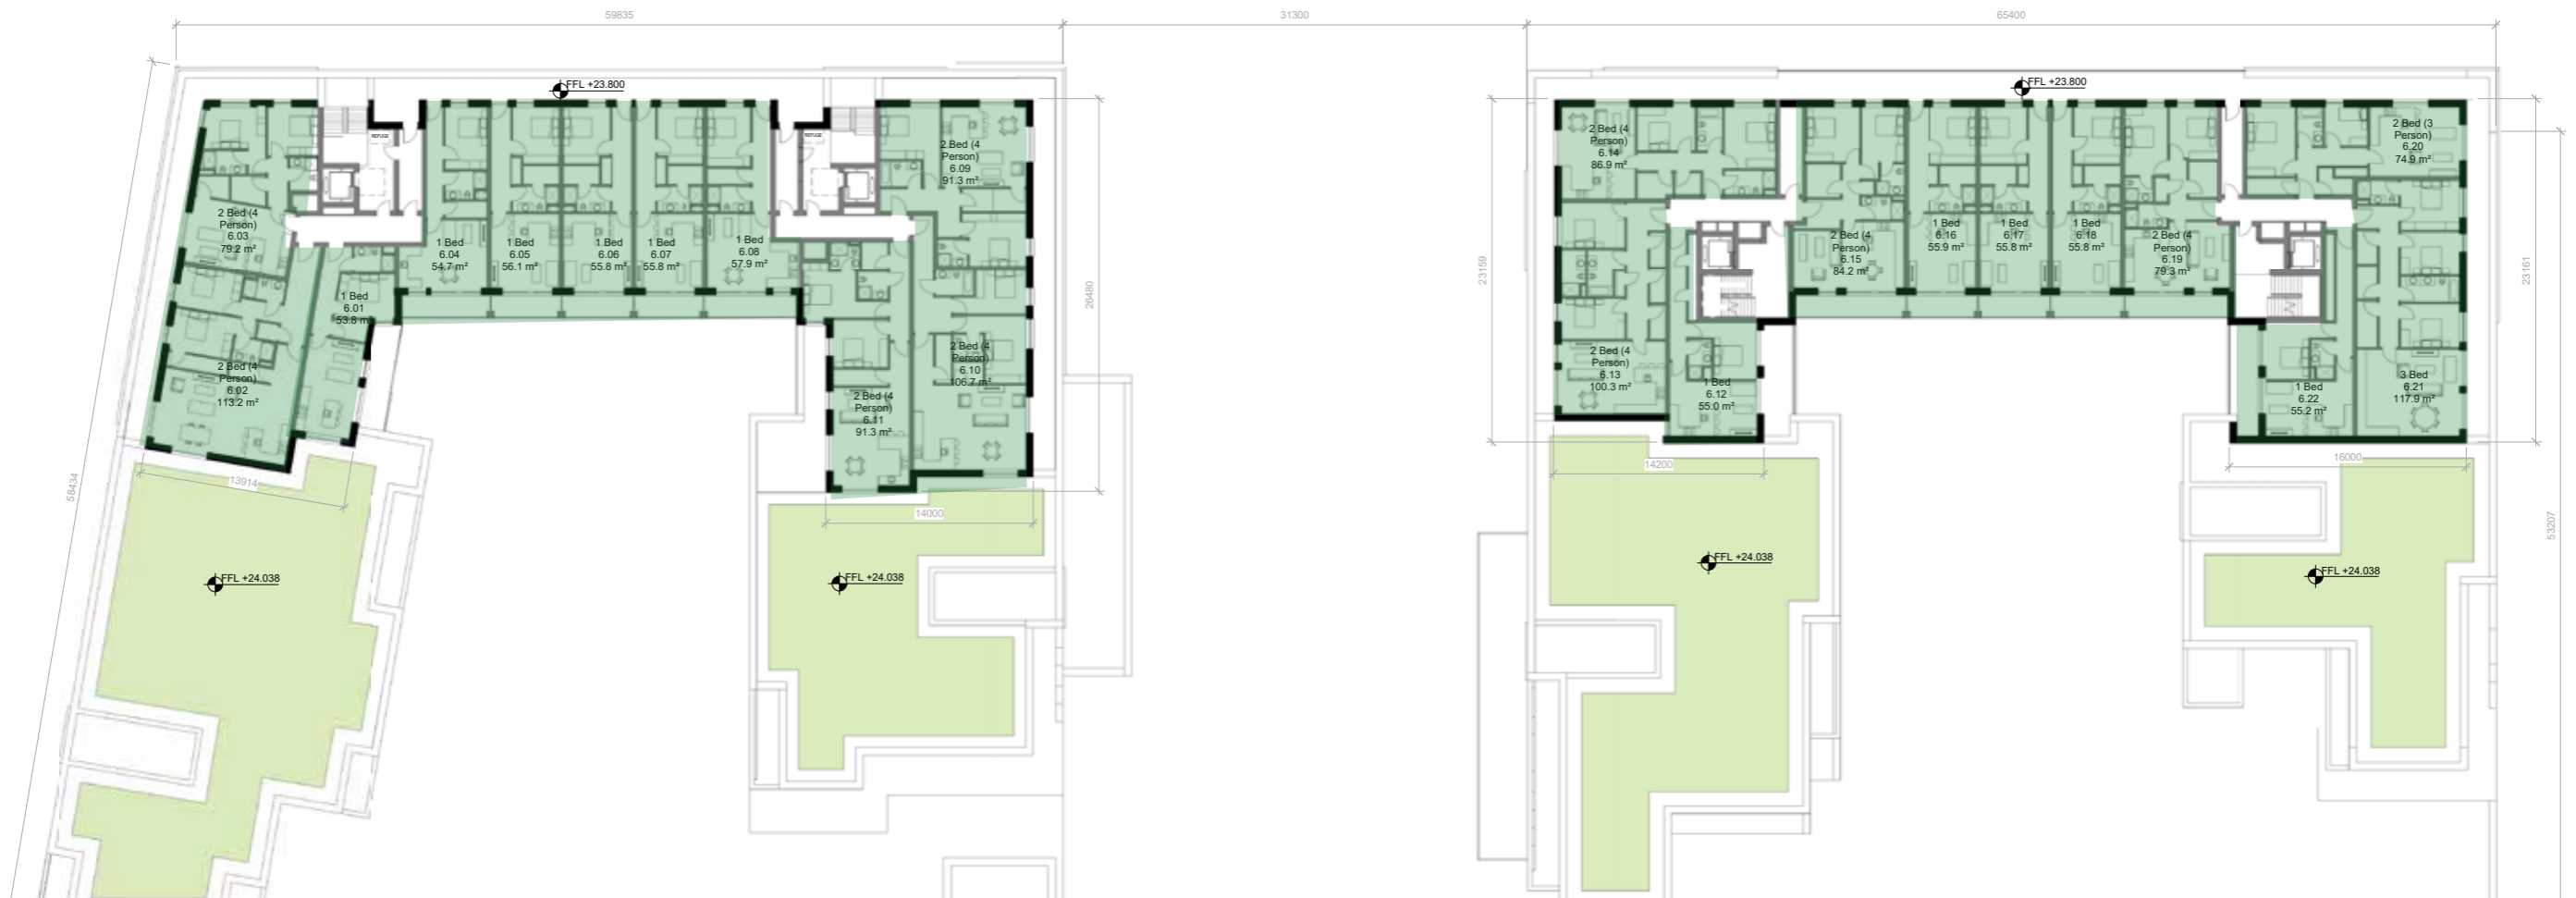 59835
31300
65400
FFL +23.800
FFL +23.800
REFUGE
REFUGE
2 Bed (4
Person)
6.03
79.2 m²
1 Bed
6.04
54.7 m²
1 Bed
6.05
56.1 m²
1 Bed
6.06
55.8 m²
1 Bed
6.07
55.8 m²
1 Bed
6.08
57.9 m²
2 Bed (4
Person)
6.09
91.3 m²
1 Bed
6.01
53.8 m²
2 Bed (4
Person)
6.02
113.2 m²
2 Bed (4
Person)
6.10
106.7 m²
2 Bed (4
Person)
6.11
91.3 m²
26480
58434
13914
14000
FFL +24.038
FFL +24.038
2 Bed (4
Person)
6.14
86.9 m²
2 Bed (4
Person)
6.15
84.2 m²
1 Bed
6.16
55.9 m²
1 Bed
6.17
55.8 m²
1 Bed
6.18
55.8 m²
2 Bed (4
Person)
6.19
79.3 m²
2 Bed (3
Person)
6.20
74.9 m²
2 Bed (4
Person)
6.13
100.3 m²
1 Bed
6.12
55.0 m²
1 Bed
6.22
55.2 m²
3 Bed
6.21
117.9 m²
23159
23161
53207
14200
16000
FFL +24.038
FFL +24.038